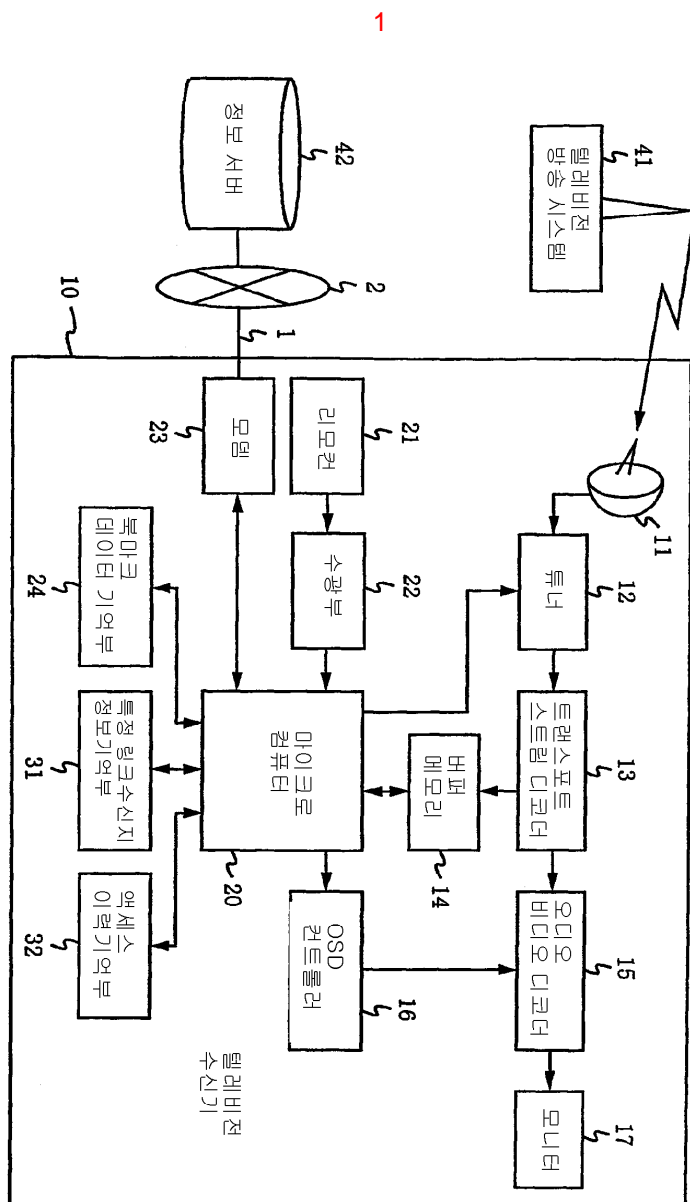 1
41
텔레비전
방송 시스템
11
12
튜너
13
트랜스포트
스트림 디코더
15
오디오
비디오 디코더
17
모니터
14
버퍼
메모리
16
OSD
컨트롤러
21
리모컨
22
수광부
20
마이크로
컴퓨터
42
정보 서버
2
1
10
23
모뎀
24
북마크
데이터 기억부
31
특정 링크수신지
정보기억부
32
액세스
이력기억부
텔레비전
수신기